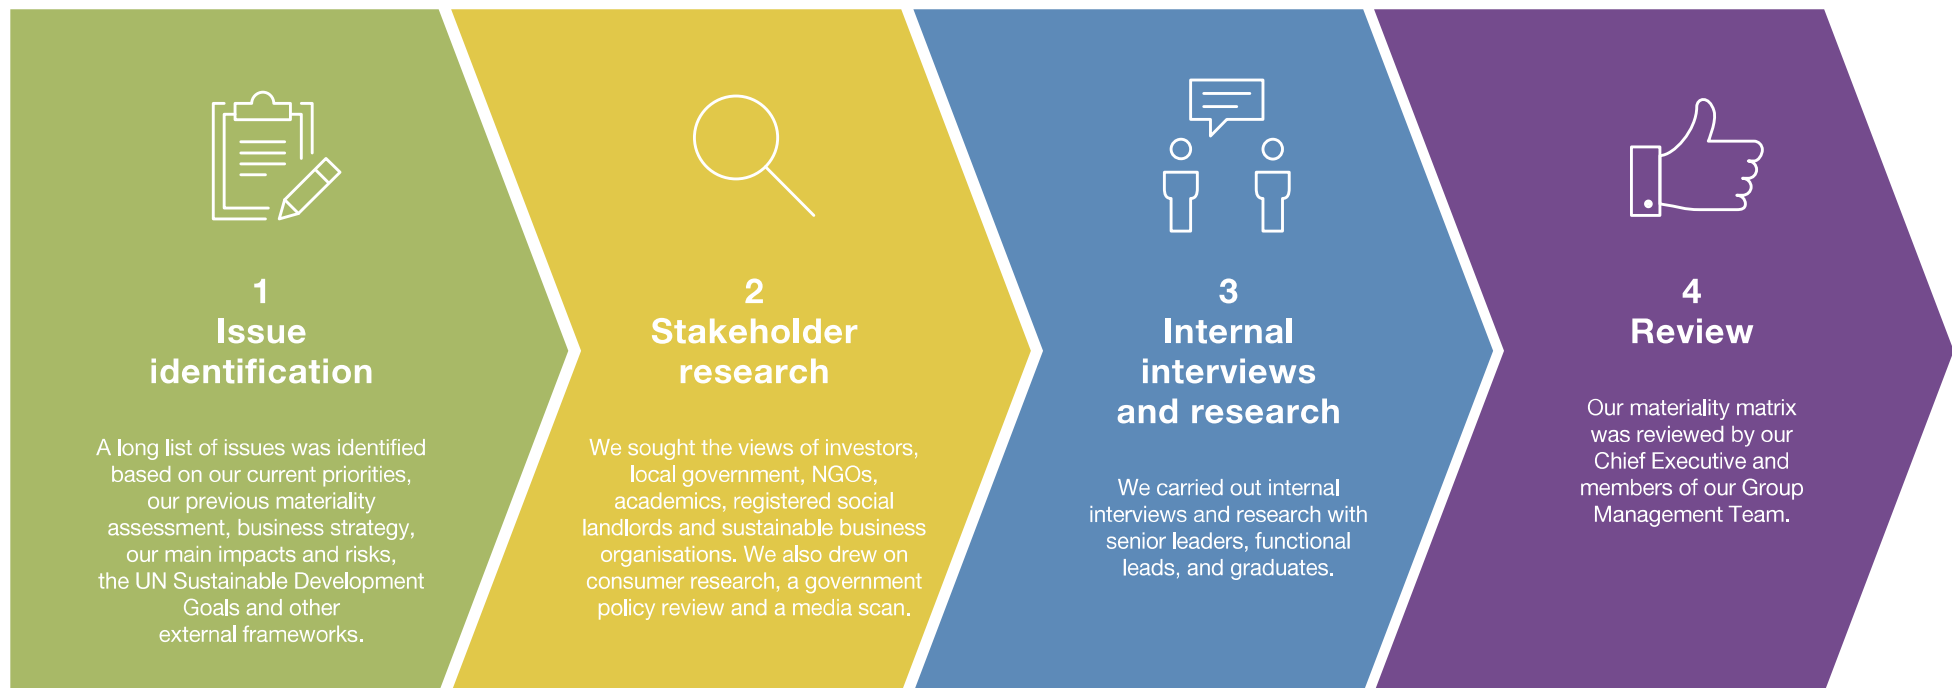 1
Issue
identification
A long list of issues was identified
based on our current priorities,
our previous materiality
assessment, business strategy,
our main impacts and risks,
the UN Sustainable Development
Goals and other
external frameworks.
2
Stakeholder
research
We sought the views of investors,
local government, NGOs,
academics, registered social
landlords and sustainable business
organisations. We also drew on
consumer research, a government
policy review and a media scan.
3
Internal
interviews
and research
We carried out internal
interviews and research with
senior leaders, functional
leads, and graduates.
4
Review
Our materiality matrix
was reviewed by our
Chief Executive and
members of our Group
Management Team.